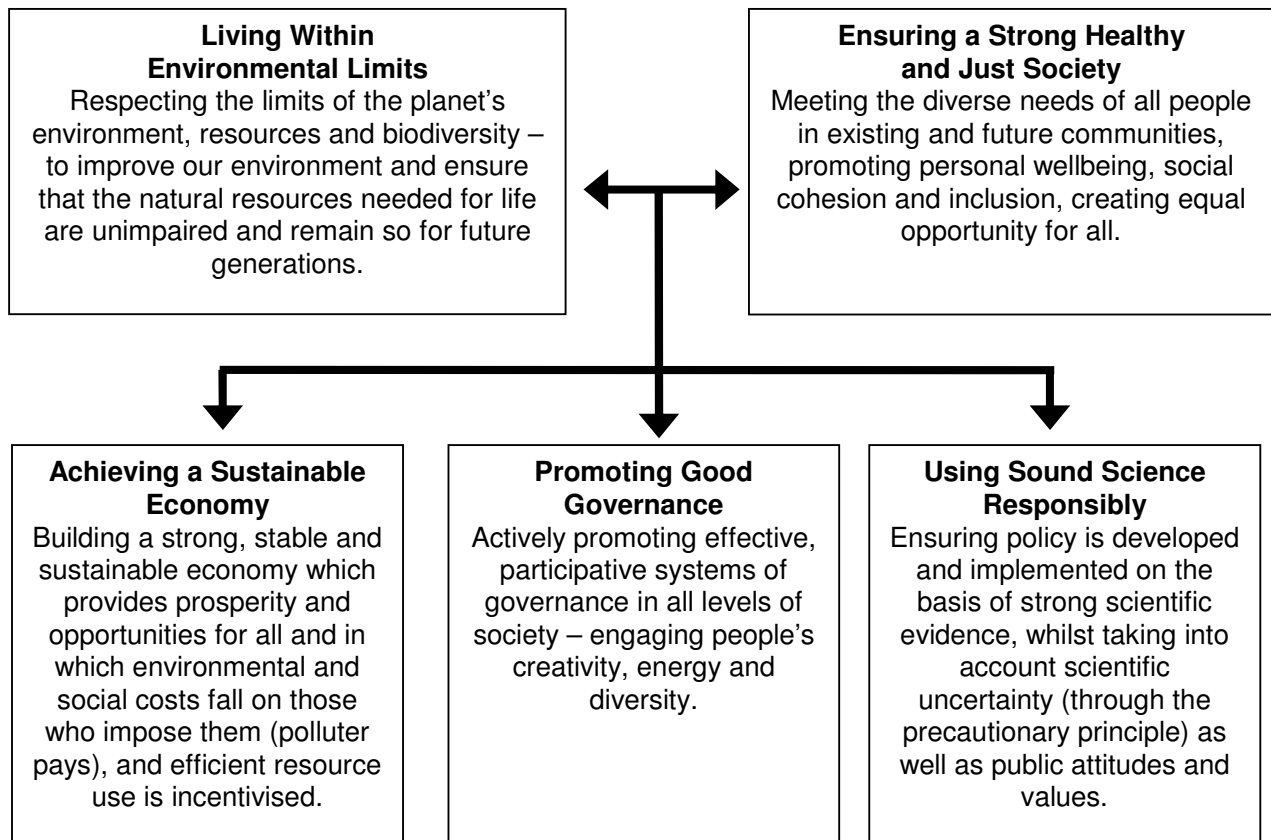 Living Within
Environmental Limits
Respecting the limits of the planet's
environment, resources and biodiversity –
to improve our environment and ensure
that the natural resources needed for life
are unimpaired and remain so for future
generations.
Ensuring a Strong Healthy
and Just Society
Meeting the diverse needs of all people
in existing and future communities,
promoting personal wellbeing, social
cohesion and inclusion, creating equal
opportunity for all.
Achieving a Sustainable
Economy
Building a strong, stable and
sustainable economy which
provides prosperity and
opportunities for all and in
which environmental and
social costs fall on those
who impose them (polluter
pays), and efficient resource
use is incentivised.
Promoting Good
Governance
Actively promoting effective,
participative systems of
governance in all levels of
society – engaging people's
creativity, energy and
diversity.
Using Sound Science
Responsibly
Ensuring policy is developed
and implemented on the
basis of strong scientific
evidence, whilst taking into
account scientific
uncertainty (through the
precautionary principle) as
well as public attitudes and
values.